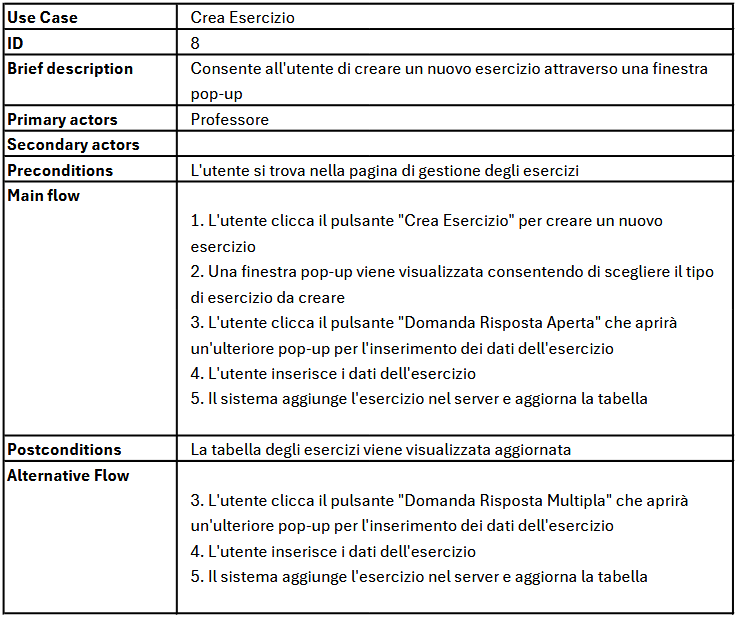 Use Case Crea Esercizio
ID 8
Brief description Consente all'utente di creare un nuovo esercizio attraverso una finestra
pop-up
Primary actors Professore
Secondary actors
Preconditions L'utente si trova nella pagina di gestione degli esercizi
Main flow
1. L'utente clicca il pulsante "Crea Esercizio" per creare un nuovo
esercizio
2. Una finestra pop-up viene visualizzata consentendo di scegliere il tipo
di esercizio da creare
3. L'utente clicca il pulsante "Domanda Risposta Aperta" che aprirà
un'ulteriore pop-up per l'inserimento dei dati dell'esercizio
4. L'utente inserisce i dati dell'esercizio
5. Il sistema aggiunge l'esercizio nel server e aggiorna la tabella
Postconditions La tabella degli esercizi viene visualizzata aggiornata
Alternative Flow
3. L'utente clicca il pulsante "Domanda Risposta Multipla" che aprirà
un'ulteriore pop-up per l'inserimento dei dati dell'esercizio
4. L'utente inserisce i dati dell'esercizio
5. Il sistema aggiunge l'esercizio nel server e aggiorna la tabella